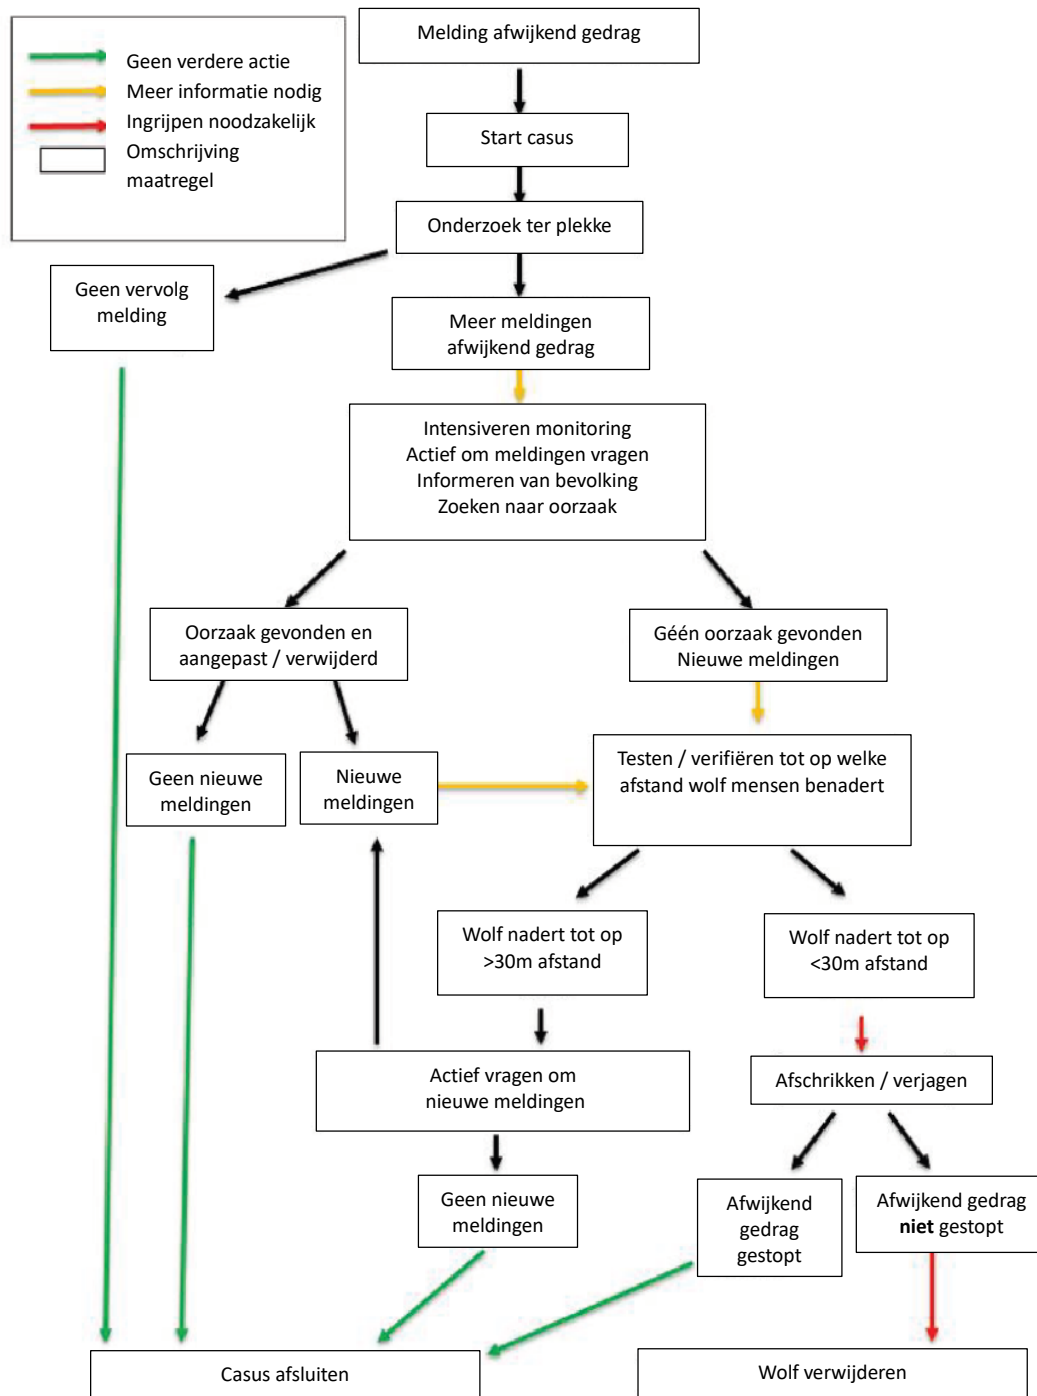 Melding afwijkend gedrag
Geen verdere actie
Meer informatie nodig
Ingrijpen noodzakelijk
Omschrijving
maatregel
Start casus
Onderzoek ter plekke
Geen vervolg
melding
Meer meldingen
afwijkend gedrag
Intensiveren monitoring
Actief om meldingen vragen
Informeren van bevolking
Zoeken naar oorzaak
Oorzaak gevonden en
aangepast / verwijderd
Géén oorzaak gevonden
Nieuwe meldingen
Geen nieuwe
meldingen
Nieuwe
meldingen
Testen / verifiëren tot op welke
afstand wolf mensen benadert
Wolf nadert tot op
>30m afstand
Wolf nadert tot op
<30m afstand
Actief vragen om
nieuwe meldingen
Afschrikken / verjagen
Geen nieuwe
meldingen
Afwijkend
gedrag
gestopt
Afwijkend gedrag
niet gestopt
Casus afsluiten
Wolf verwijderen